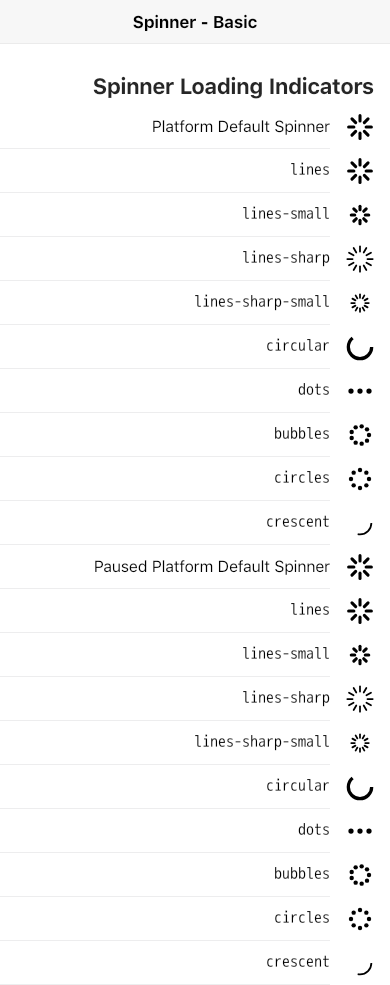 Spinner - Basic
Spinner Loading Indicators
Platform Default Spinner
lines
lines-small
lines-sharp
lines-sharp-small
circular
dots
bubbles
circles
crescent
Paused Platform Default Spinner
lines
lines-small
lines-sharp
lines-sharp-small
circular
dots
bubbles
circles
crescent